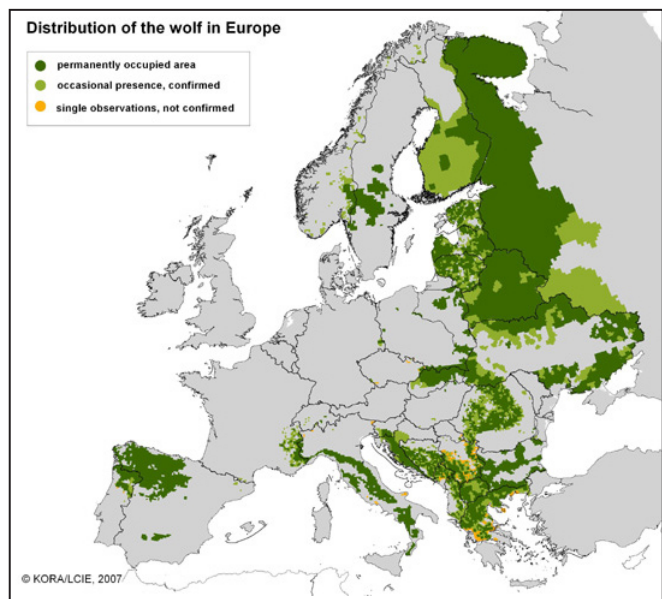 Distribution of the wolf in Europe
permanently occupied area
occasional presence, confirmed
single observations, not confirmed
© KORA/LCIE, 2007